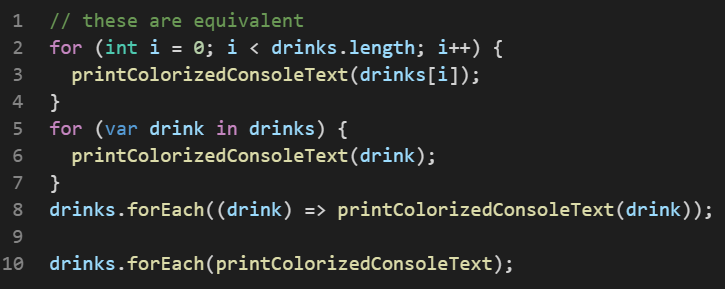 1 // these are equivalent
2 for (int i = 0; i < drinks.length; i++) {
3   printColorizedConsoleText(drinks[i]);
4 }
5 for (var drink in drinks) {
6   printColorizedConsoleText(drink);
7 }
8 drinks.forEach((drink) => printColorizedConsoleText(drink));
9
10 drinks.forEach(printColorizedConsoleText);